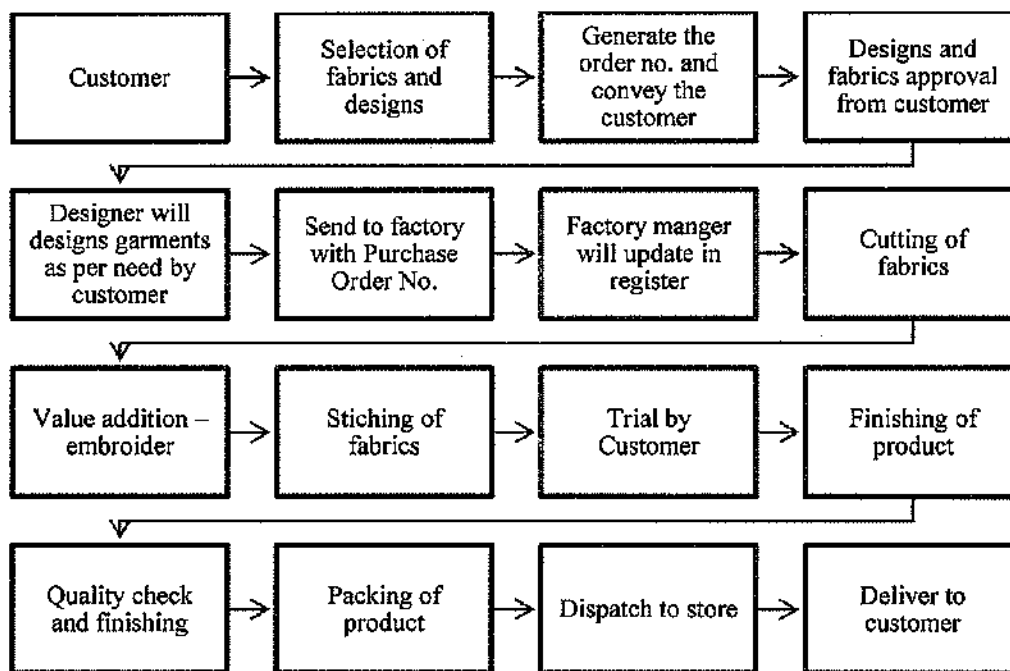 Customer
Selection of
fabrics and
designs
Generate the
order no. and
convey the
customer
Designs and
fabrics approval
from customer
Designer will
designs garments
as per need by
customer
Send to factory
with Purchase
Order No.
Factory manger
will update in
register
Cutting of
fabrics
Value addition –
embroider
Stiching of
fabrics
Trial by
Customer
Finishing of
product
Quality check
and finishing
Packing of
product
Dispatch to store
Deliver to
customer